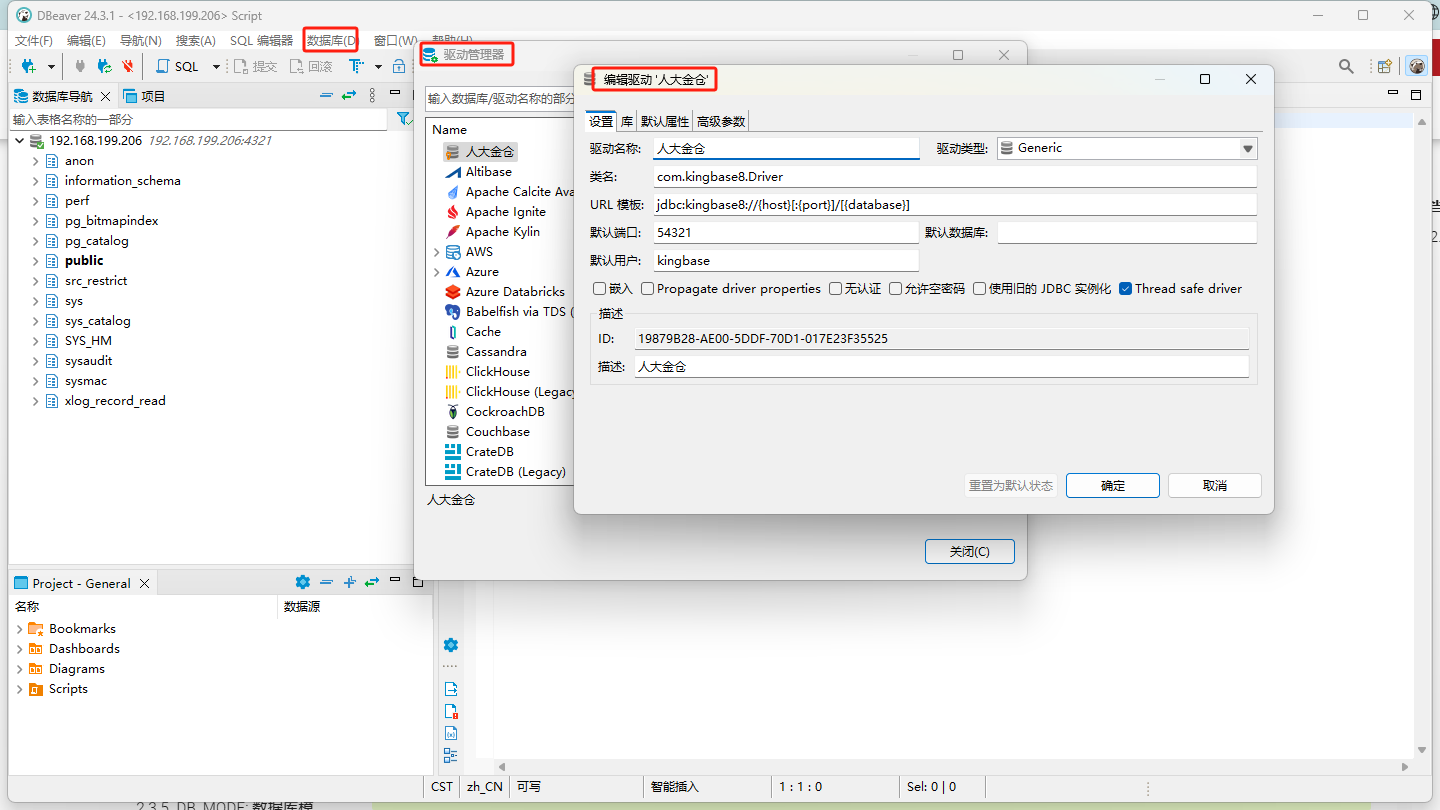 DBeaver 24.3.1 - <192.168.199.206> Script
文件(F) 编辑(E) 导航(N) 搜索(A) SQL 编辑器 数据库(D) 窗口(W) 帮助(H)
SQL 提交 回滚 T
数据库导航 项目
输入表格名称的一部分
192.168.199.206 192.168.199.206:4321
anon
information_schema
perf
pg_bitmapindex
pg_catalog
public
src_restrict
sys
sys_catalog
SYS_HM
sysaudit
sysmac
xlog_record_read
Project - General
名称 数据源
Bookmarks
Dashboards
Diagrams
Scripts
驱动管理器
输入数据库/驱动名称的部分
Name
人大金仓
Altibase
Apache Calcite Ava
Apache Ignite
Apache Kylin
AWS
Azure
Azure Databricks
Babelfish via TDS (
Cache
Cassandra
ClickHouse
ClickHouse (Legacy
CockroachDB
Couchbase
CrateDB
CrateDB (Legacy)
人大金仓
关闭(C)
编辑驱动 '人大金仓'
设置 库 默认属性 高级参数
驱动名称: 人大金仓 驱动类型: Generic
类名: com.kingbase8.Driver
URL 模板: jdbc:kingbase8://{host}[:{port}]/[{database}]
默认端口: 54321 默认数据库:
默认用户: kingbase
嵌入 Propagate driver properties 无认证 允许空密码 使用旧的 JDBC 实例化 Thread safe driver
描述
ID: 19879B28-AE00-5DDF-70D1-017E23F35525
描述: 人大金仓
重置为默认状态 确定 取消
CST zh_CN 可写 智能插入 1 : 1 : 0 Sel: 0 | 0
2.3.5. DB_MODE: 数据库模